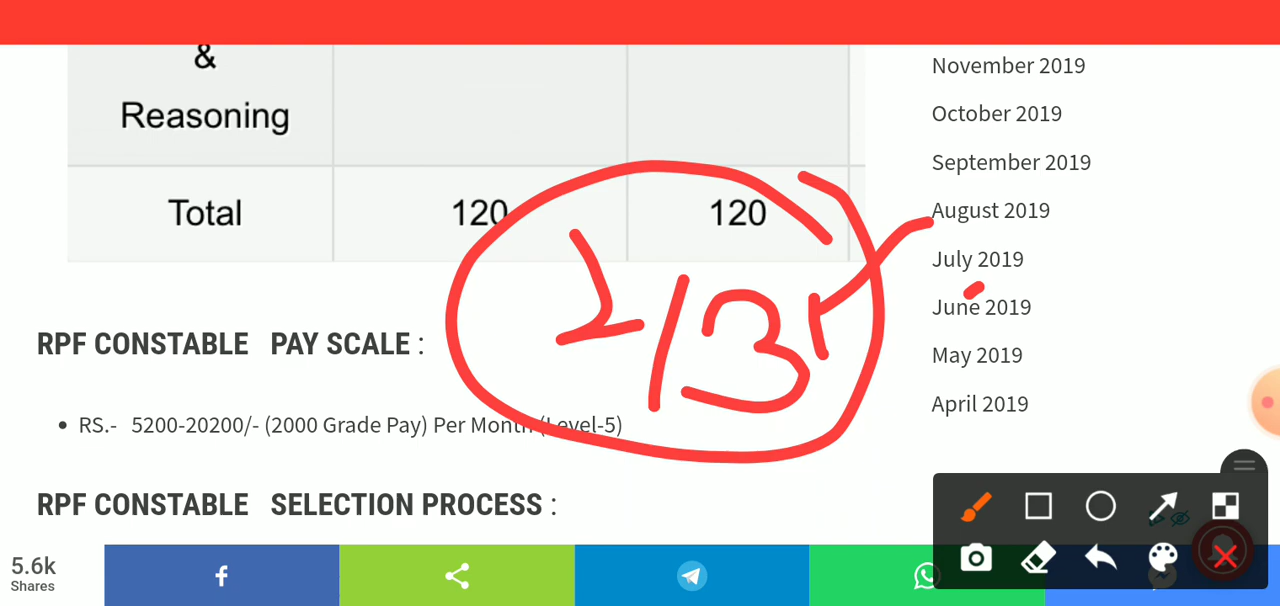 &
Reasoning
Total 120 120
RPF CONSTABLE PAY SCALE :
RS.- 5200-20200/- (2000 Grade Pay) Per Month (Level-5)
RPF CONSTABLE SELECTION PROCESS :
5.6k
Shares
November 2019
October 2019
September 2019
August 2019
July 2019
June 2019
May 2019
April 2019